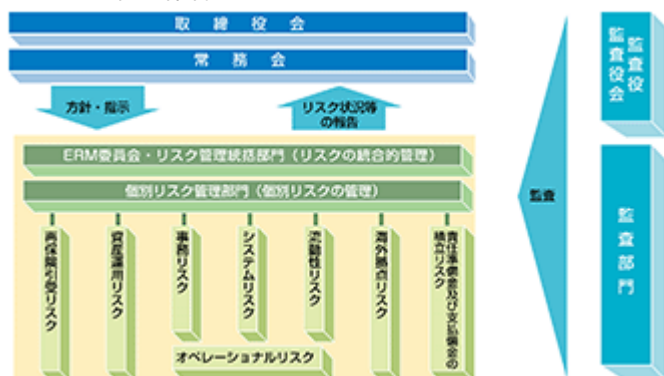 取締役会
常務会
方針・指示
リスク状況等
の報告
ERM委員会・リスク管理統括部門（リスクの統合的管理）
個別リスク管理部門（個別リスクの管理）
再保険引受リスク
資産運用リスク
事務リスク
システムリスク
流動性リスク
海外拠点リスク
責任準備金及び支払備金の
積立リスク
オペレーショナルリスク
監査
監査役
監査役会
監査部門